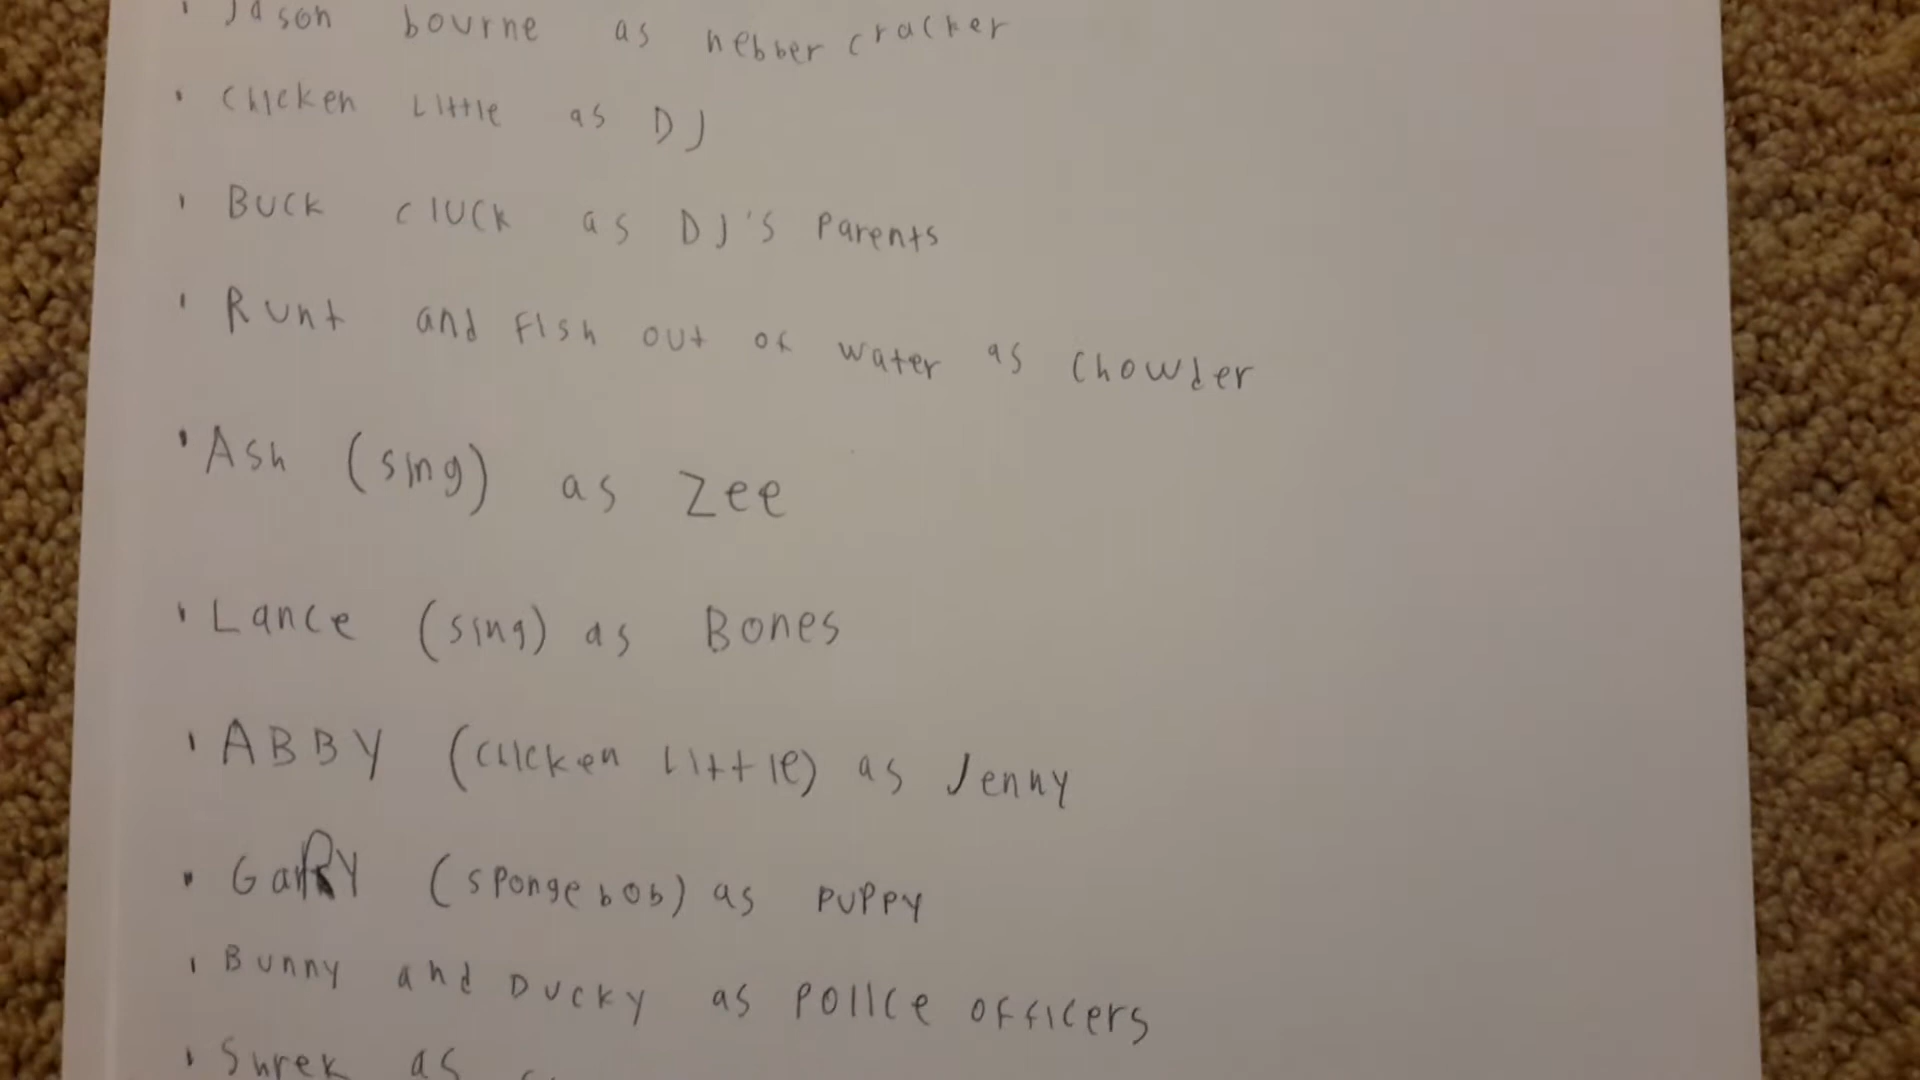 • Jason bourne as nebbercracker
• Chicken Little as DJ
• Buck cluck as DJ's Parents
• Runt and Fish out of water as Chowder
• Ash (sing) as Zee
• Lance (sing) as Bones
• ABBY (Chicken Little) as Jenny
• GaRY (spongebob) as PUPPY
• Bunny and Ducky as police officers
• Shrek as